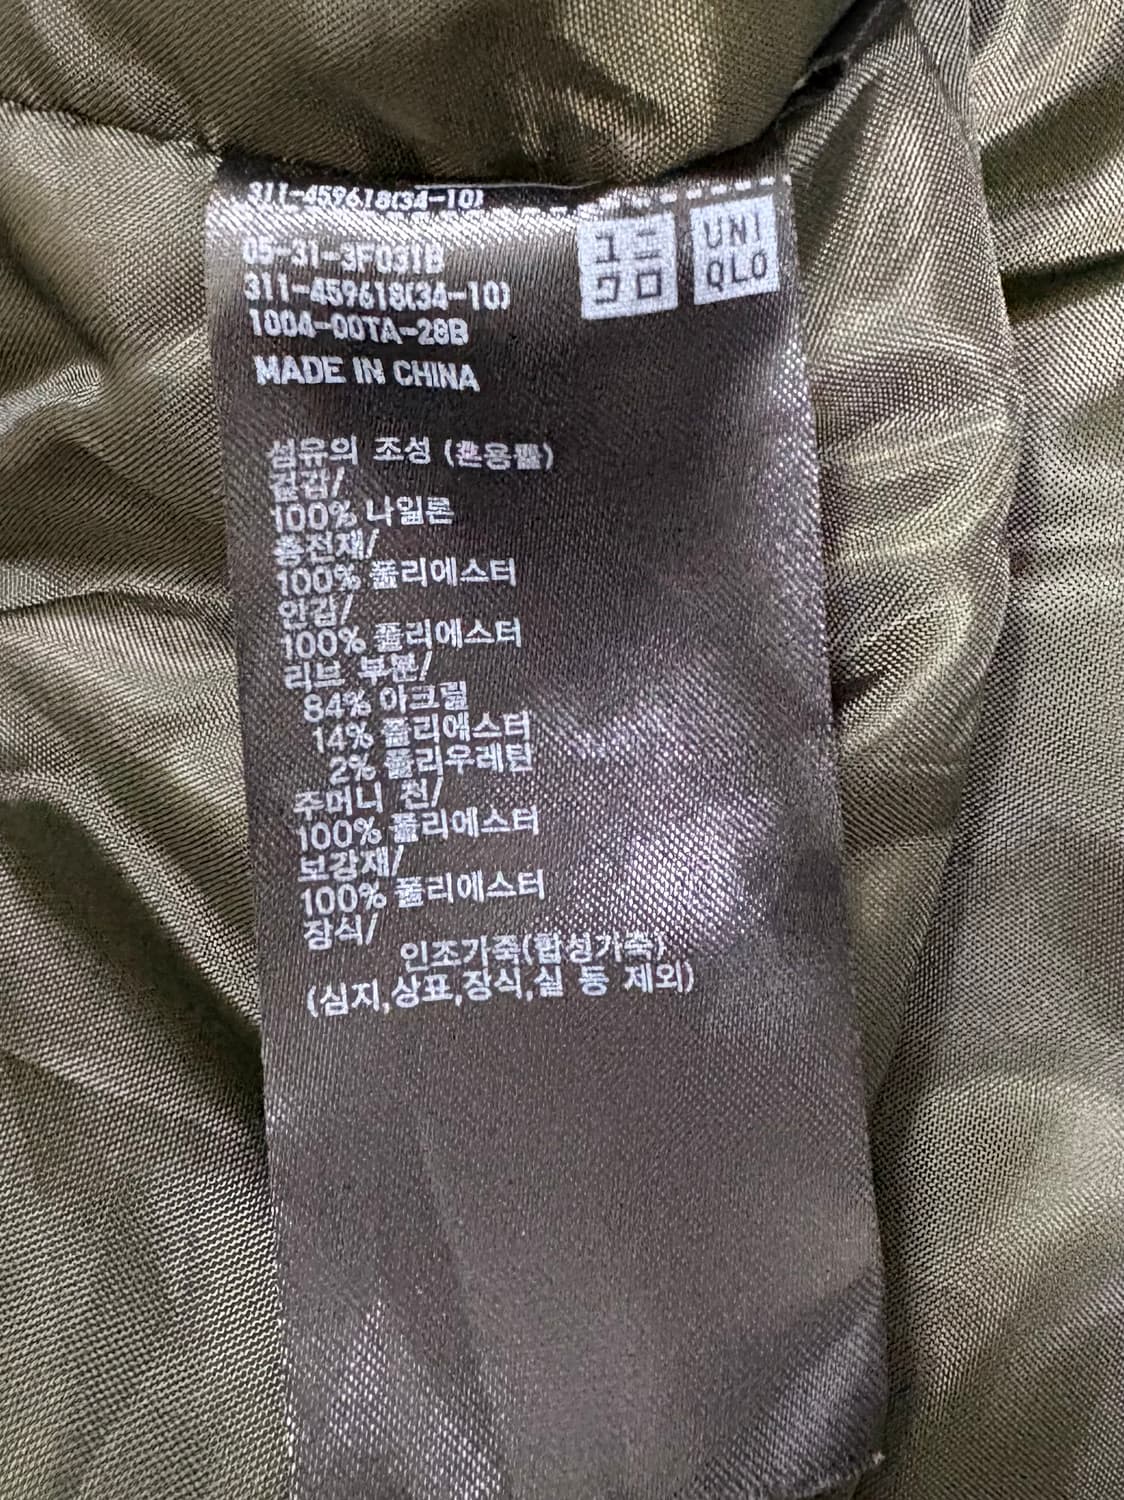 311-459618(34-10)
05-31-3F031B
311-459618(34-10)
1004-00TA-28B
MADE IN CHINA
유니
쿠로
UNI
QLO
섬유의 조성 (혼용률)
겉감/
100% 나일론
충전재/
100% 폴리에스터
안감/
100% 폴리에스터
리브 부분/
84% 아크릴
14% 폴리에스터
2% 폴리우레탄
주머니 천/
100% 폴리에스터
보강재/
100% 폴리에스터
장식/
인조가죽(합성가죽)
(심지,상표,장식,실 등 제외)